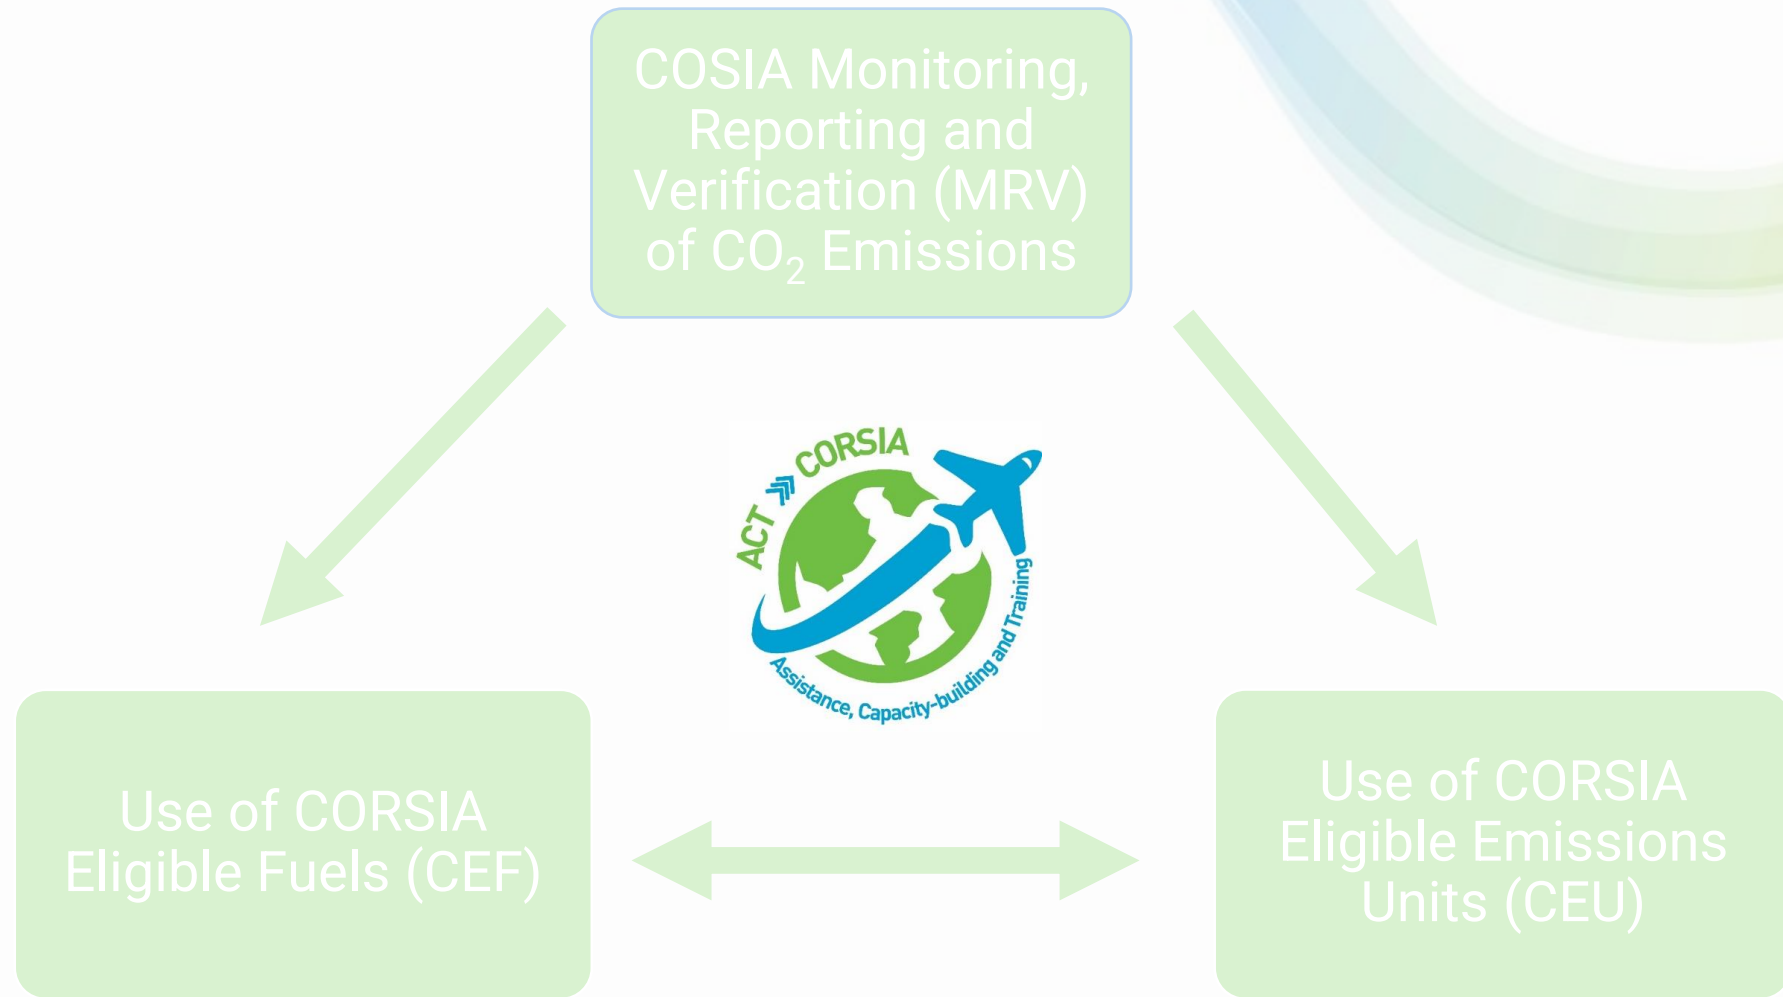 COSIA Monitoring,
Reporting and
Verification (MRV)
of CO₂ Emissions
ACT CORSIA
Assistance, Capacity-building and Training
Use of CORSIA
Eligible Fuels (CEF)
Use of CORSIA
Eligible Emissions
Units (CEU)